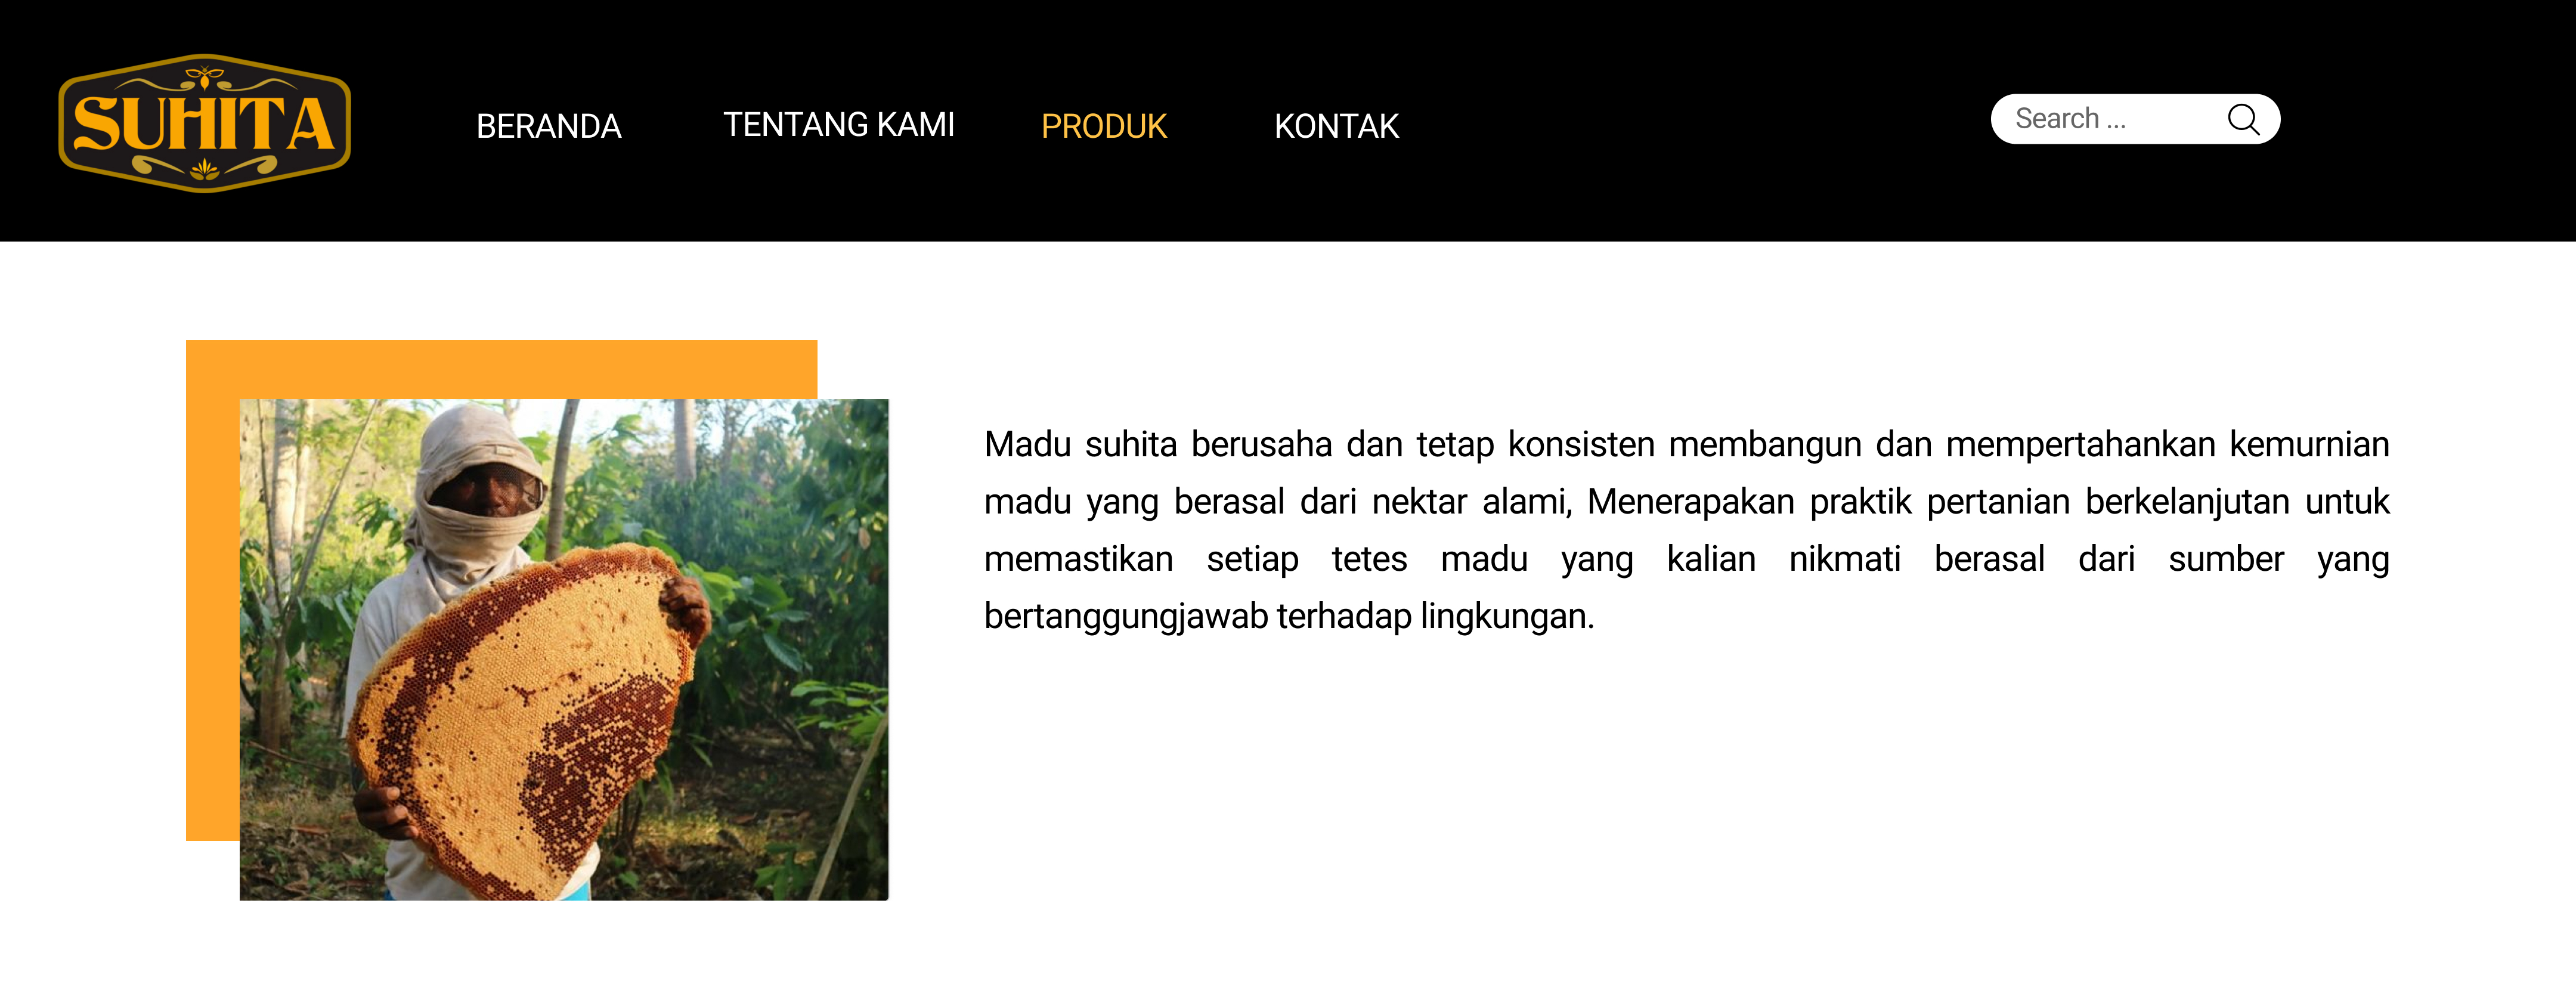 SUHITA
BERANDA
TENTANG KAMI
PRODUK
KONTAK
Search ...
Madu suhita berusaha dan tetap konsisten membangun dan mempertahankan kemurnian
madu yang berasal dari nektar alami, Menerapakan praktik pertanian berkelanjutan untuk
memastikan setiap tetes madu yang kalian nikmati berasal dari sumber yang
bertanggungjawab terhadap lingkungan.